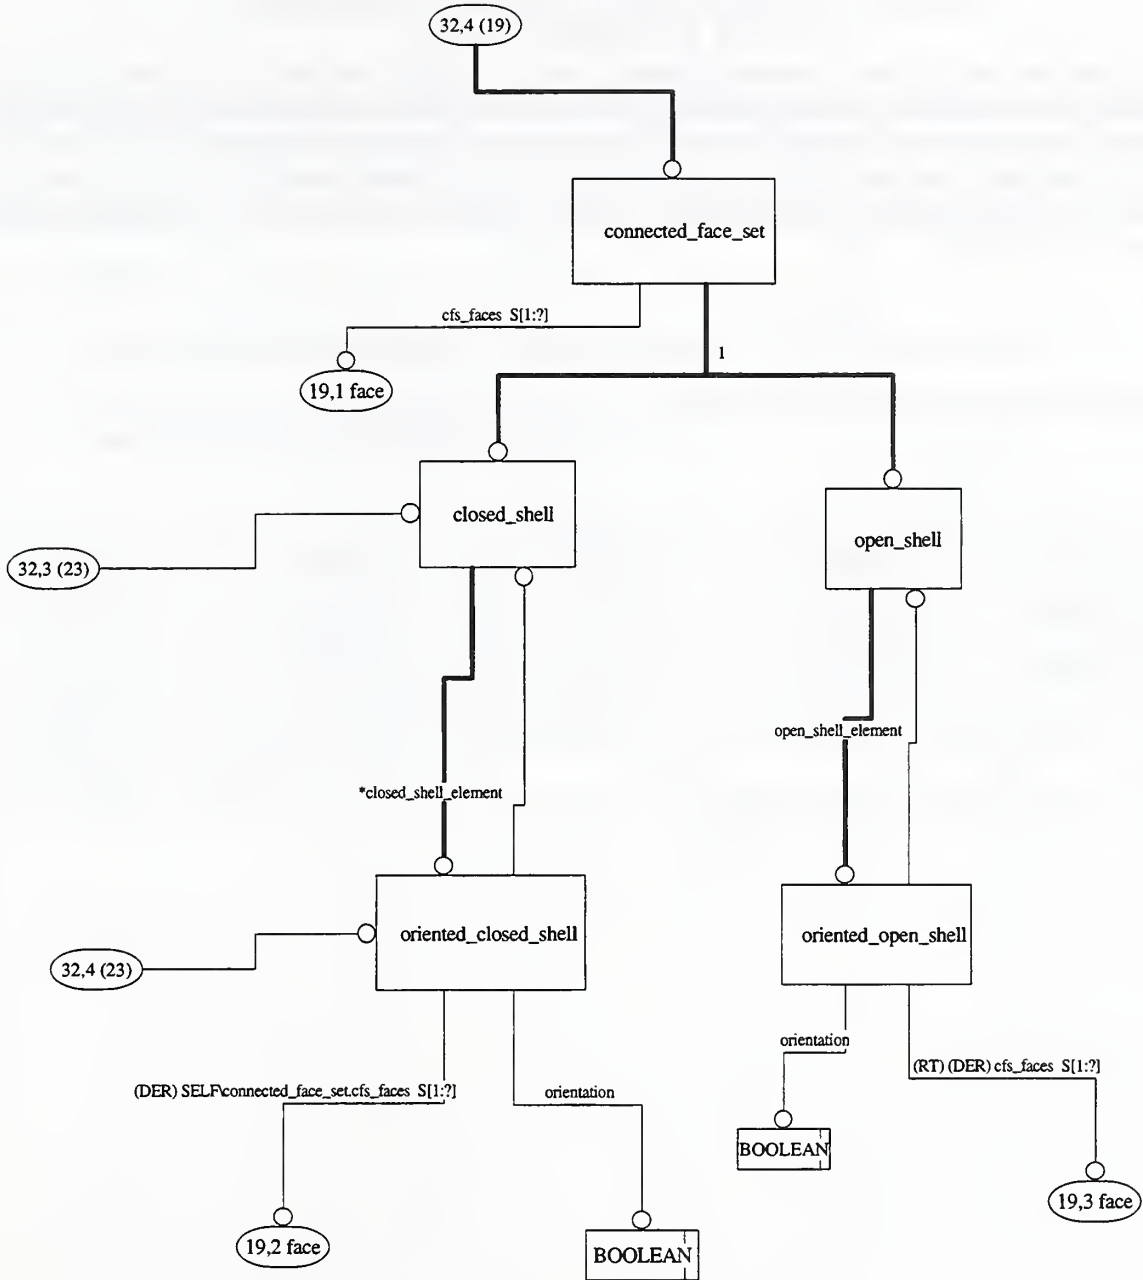 32,4 (19)
connected_face_set
cfs_faces S[1:?]
1
19,1 face
closed_shell
open_shell
32,3 (23)
open_shell_element
*closed_shell_element
oriented_closed_shell
oriented_open_shell
32,4 (23)
orientation
(RT) (DER) cfs_faces S[1:?]
(DER) SELF\connected_face_set.cfs_faces S[1:?]
orientation
BOOLEAN
19,3 face
19,2 face
BOOLEAN